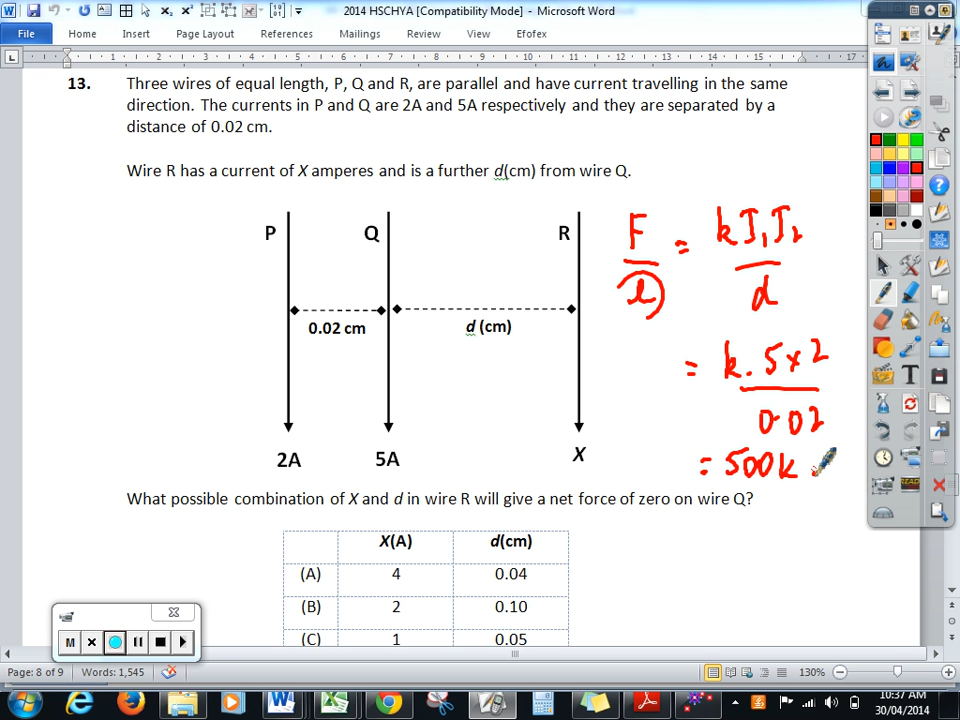 2014 HSCHYA [Compatibility Mode] - Microsoft Word
File Home Insert Page Layout References Mailings Review View Efofex
13. Three wires of equal length, P, Q and R, are parallel and have current travelling in the same
direction. The currents in P and Q are 2A and 5A respectively and they are separated by a
distance of 0.02 cm.
Wire R has a current of X amperes and is a further d(cm) from wire Q.
P Q R
0.02 cm d (cm)
2A 5A X
F/l = kI₁I₂/d
= k.5x2/0.02
= 500k
What possible combination of X and d in wire R will give a net force of zero on wire Q?
X(A) d(cm)
(A) 4 0.04
(B) 2 0.10
(C) 1 0.05
Page: 8 of 9 Words: 1,545 130%
10:37 AM
30/04/2014